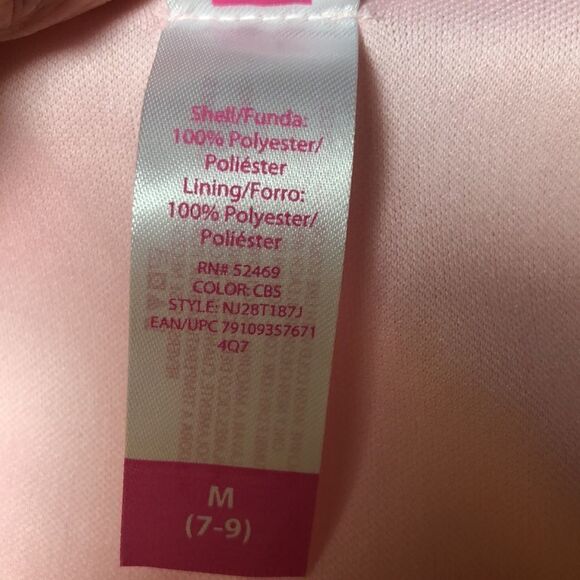 Shell/Funda:
100% Polyester/
Poliéster
Lining/Forro:
100% Polyester/
Poliéster
RN# 52469
COLOR: CBS
STYLE: NJ28T187J
EAN/UPC 79109357671
4Q7
M
(7-9)